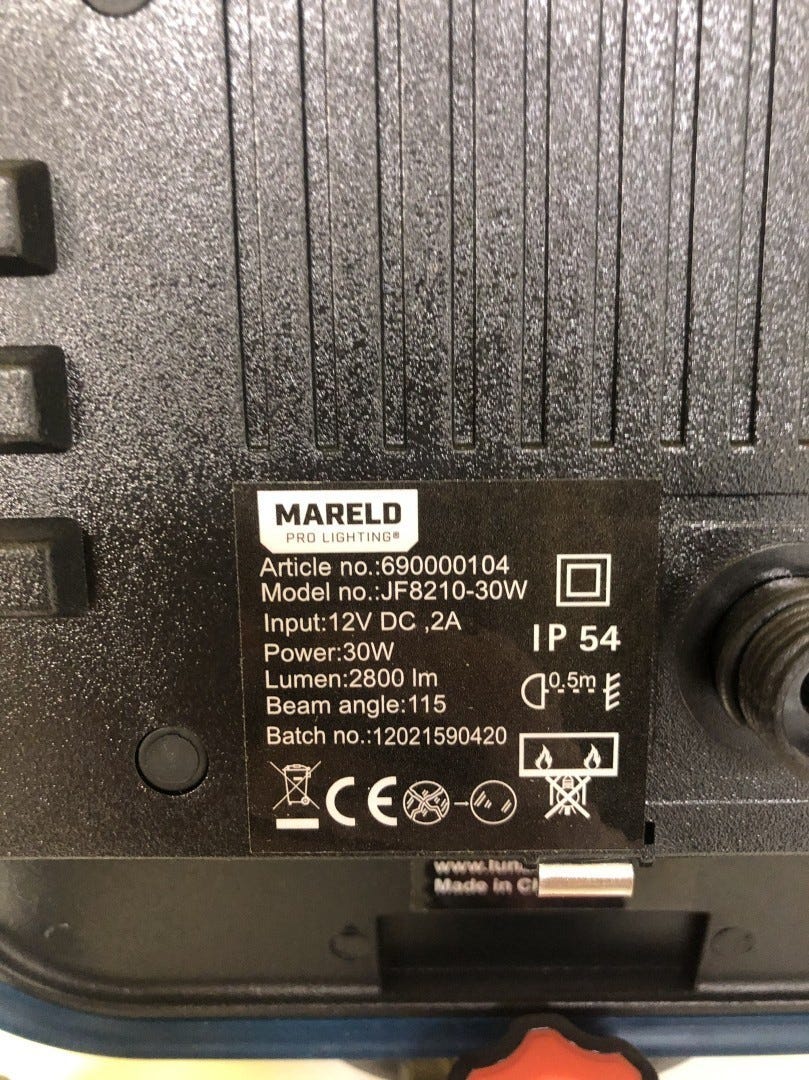 MARELD
PRO LIGHTING®
Article no.:690000104
Model no.:JF8210-30W
Input:12V DC ,2A
Power:30W
Lumen:2800 lm
Beam angle:115
Batch no.:12021590420
IP 54
0.5m
CE
Made in